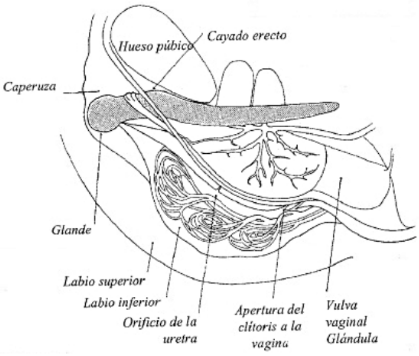 Hueso púbico
Cayado erecto
Caperuza
Glande
Labio superior
Labio inferior
Orificio de la
uretra
Apertura del
clítoris a la
vagina
Vulva
vaginal
Glándula